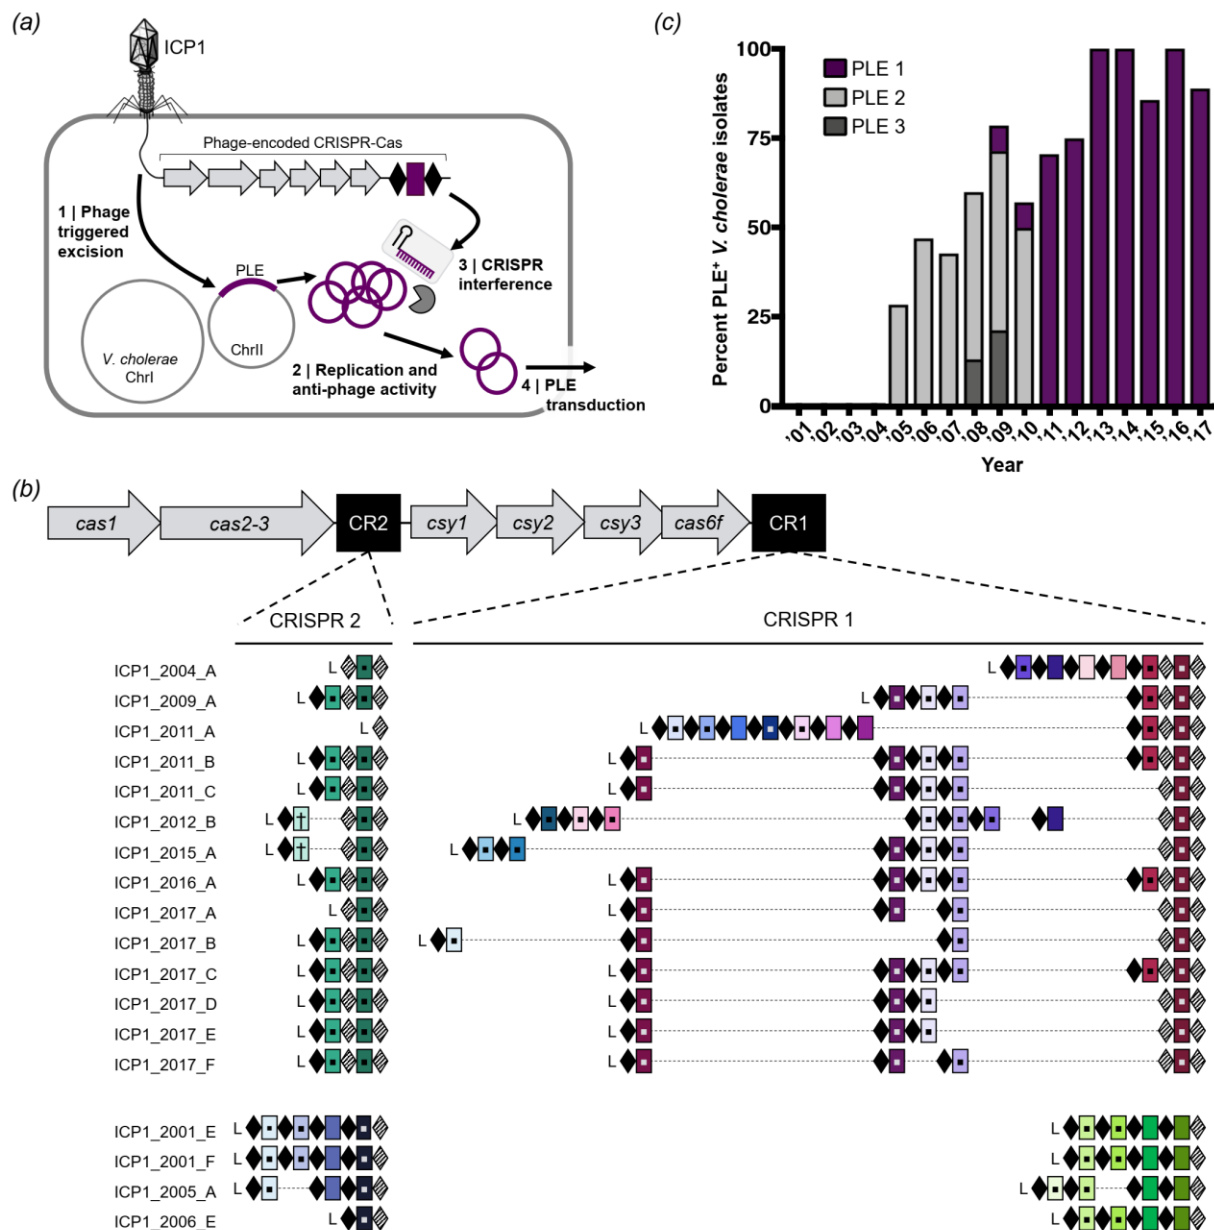 (a)
ICP1
Phage-encoded CRISPR-Cas
1 | Phage
triggered
excision
PLE
3 | CRISPR
interference
V. cholerae
ChrI
ChrII
2 | Replication and
anti-phage activity
4 | PLE
transduction
(c)
Percent PLE⁺ V. cholerae isolates
100
75
50
25
0
PLE 1
PLE 2
PLE 3
'01 '02 '03 '04 '05 '06 '07 '08 '09 '10 '11 '12 '13 '14 '15 '16 '17
Year
(b)
cas1 cas2-3 CR2 csy1 csy2 csy3 cas6f CR1
CRISPR 2 CRISPR 1
ICP1_2004_A L L
ICP1_2009_A L L
ICP1_2011_A L L
ICP1_2011_B L L
ICP1_2011_C L L
ICP1_2012_B L † L
ICP1_2015_A L † L
ICP1_2016_A L L
ICP1_2017_A L L
ICP1_2017_B L L
ICP1_2017_C L L
ICP1_2017_D L L
ICP1_2017_E L L
ICP1_2017_F L L
ICP1_2001_E L L
ICP1_2001_F L L
ICP1_2005_A L L
ICP1_2006_E L L